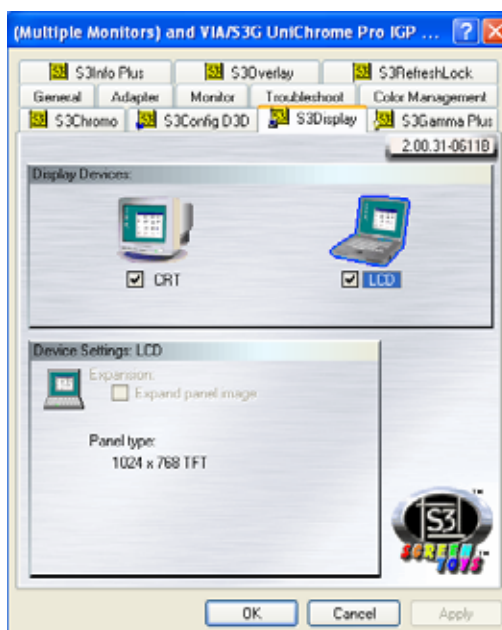 (Multiple Monitors) and VIA/S3G UniChrome Pro IGP ...
S3Info Plus S3Overlay S3RefreshLock
General Adapter Monitor Troubleshoot Color Management
S3Chromo S3Config D3D S3Display S3Gamma Plus
2.00.31-0611B
Display Devices:
CRT LCD
Device Settings: LCD
Expansion:
Expand panel image
Panel type:
1024 x 768 TFT
S3
SCREEN
TOYS
OK Cancel Apply